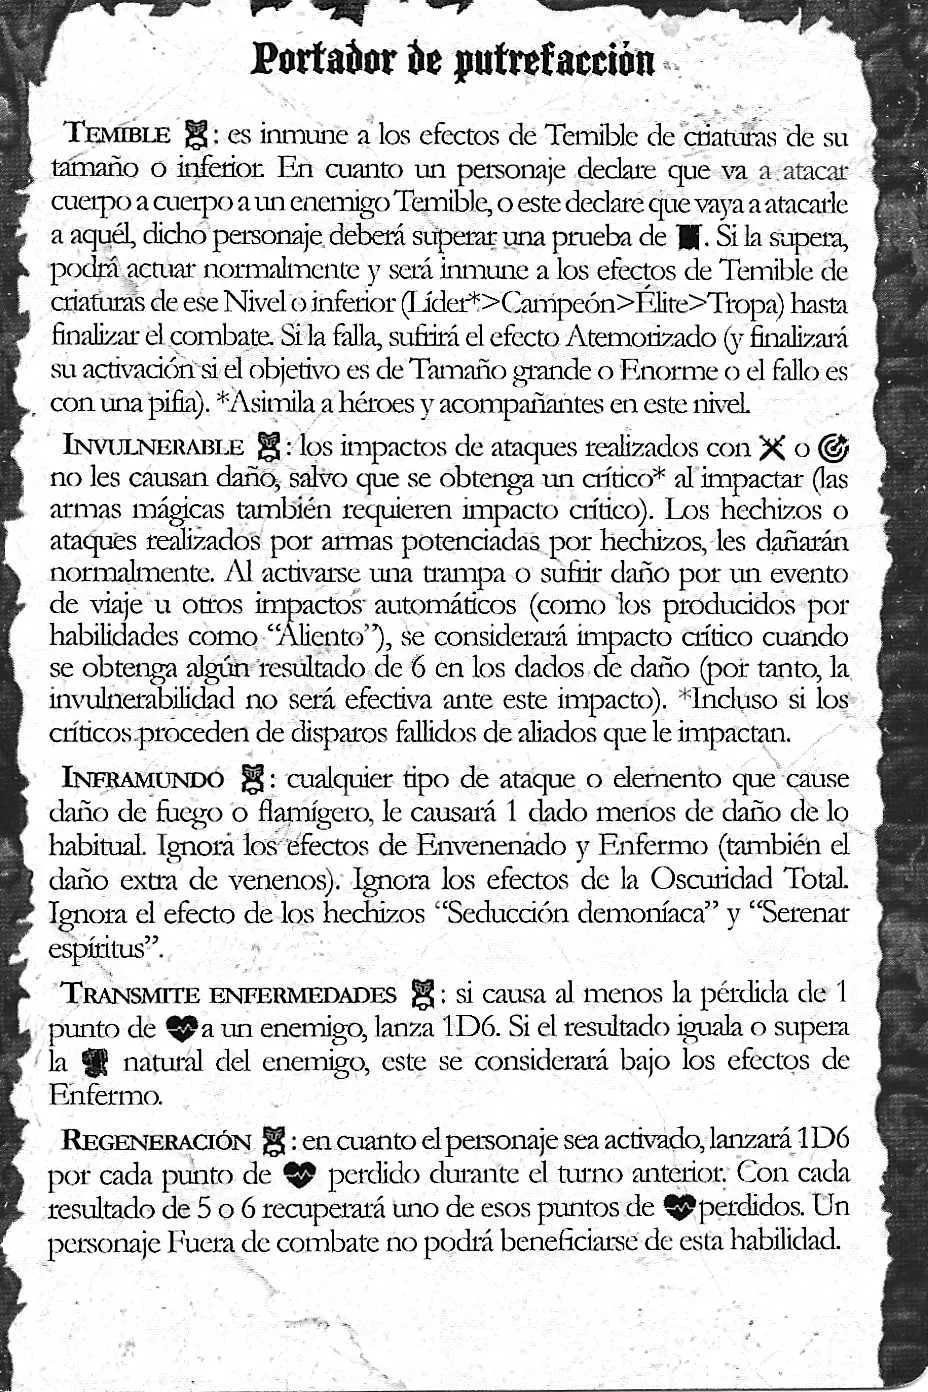 Portador de putrefacción
TEMIBLE : es inmune a los efectos de Temible de criaturas de su
tamaño o inferior. En cuanto un personaje declare que va a atacar
cuerpo a cuerpo a un enemigo Temible, o este declare que vaya a atacarle
a aquél, dicho personaje deberá superar una prueba de . Si la supera,
podrá actuar normalmente y será inmune a los efectos de Temible de
criaturas de ese Nivel o inferior (Líder*>Campeón>Élite>Tropa) hasta
finalizar el combate. Si la falla, sufrirá el efecto Atemorizado (y finalizará
su activación si el objetivo es de Tamaño grande o Enorme o el fallo es
con una pifia). *Asimila a héroes y acompañantes en este nivel.
INVULNERABLE : los impactos de ataques realizados con o
no les causan daño, salvo que se obtenga un crítico* al impactar (las
armas mágicas también requieren impacto crítico). Los hechizos o
ataques realizados por armas potenciadas por hechizos, les dañarán
normalmente. Al activarse una trampa o sufrir daño por un evento
de viaje u otros impactos automáticos (como los producidos por
habilidades como “Aliento”), se considerará impacto crítico cuando
se obtenga algún resultado de 6 en los dados de daño (por tanto, la
invulnerabilidad no será efectiva ante este impacto). *Incluso si los
críticos proceden de disparos fallidos de aliados que le impactan.
INFRAMUNDO : cualquier tipo de ataque o elemento que cause
daño de fuego o flamígero, le causará 1 dado menos de daño de lo
habitual. Ignora los efectos de Envenenado y Enfermo (también el
daño extra de venenos). Ignora los efectos de la Oscuridad Total.
Ignora el efecto de los hechizos “Seducción demoníaca” y “Serenar
espíritus”.
TRANSMITE ENFERMEDADES : si causa al menos la pérdida de 1
punto de a un enemigo, lanza 1D6. Si el resultado iguala o supera
la natural del enemigo, este se considerará bajo los efectos de
Enfermo.
REGENERACIÓN : en cuanto el personaje sea activado, lanzará 1D6
por cada punto de perdido durante el turno anterior. Con cada
resultado de 5 o 6 recuperará uno de esos puntos de perdidos. Un
personaje Fuera de combate no podrá beneficiarse de esta habilidad.